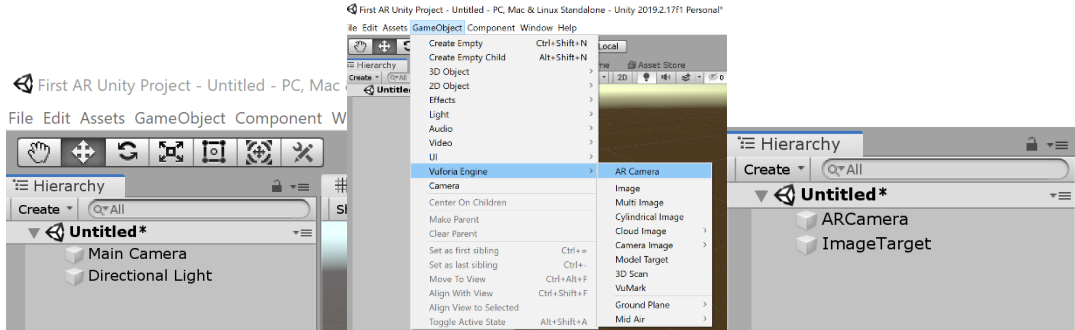 First AR Unity Project - Untitled - PC, Mac
File Edit Assets GameObject Component W
Hierarchy
Create All
Untitled*
Main Camera
Directional Light
First AR Unity Project - Untitled - PC, Mac & Linux Standalone - Unity 2019.2.17f1 Personal*
ile Edit Assets GameObject Component Window Help
Local
Hierarchy
me Asset Store
Create All
2D 0
Untitled
Create Empty Ctrl+Shift+N
Create Empty Child Alt+Shift+N
3D Object
2D Object
Effects
Light
Audio
Video
UI
Vuforia Engine
Camera
Center On Children
Make Parent
Clear Parent
Set as first sibling Ctrl+=
Set as last sibling Ctrl+-
Move To View Ctrl+Alt+F
Align With View Ctrl+Shift+F
Align View to Selected
Toggle Active State Alt+Shift+A
AR Camera
Image
Multi Image
Cylindrical Image
Cloud Image
Camera Image
Model Target
3D Scan
VuMark
Ground Plane
Mid Air
Hierarchy
Create All
Untitled*
ARCamera
ImageTarget